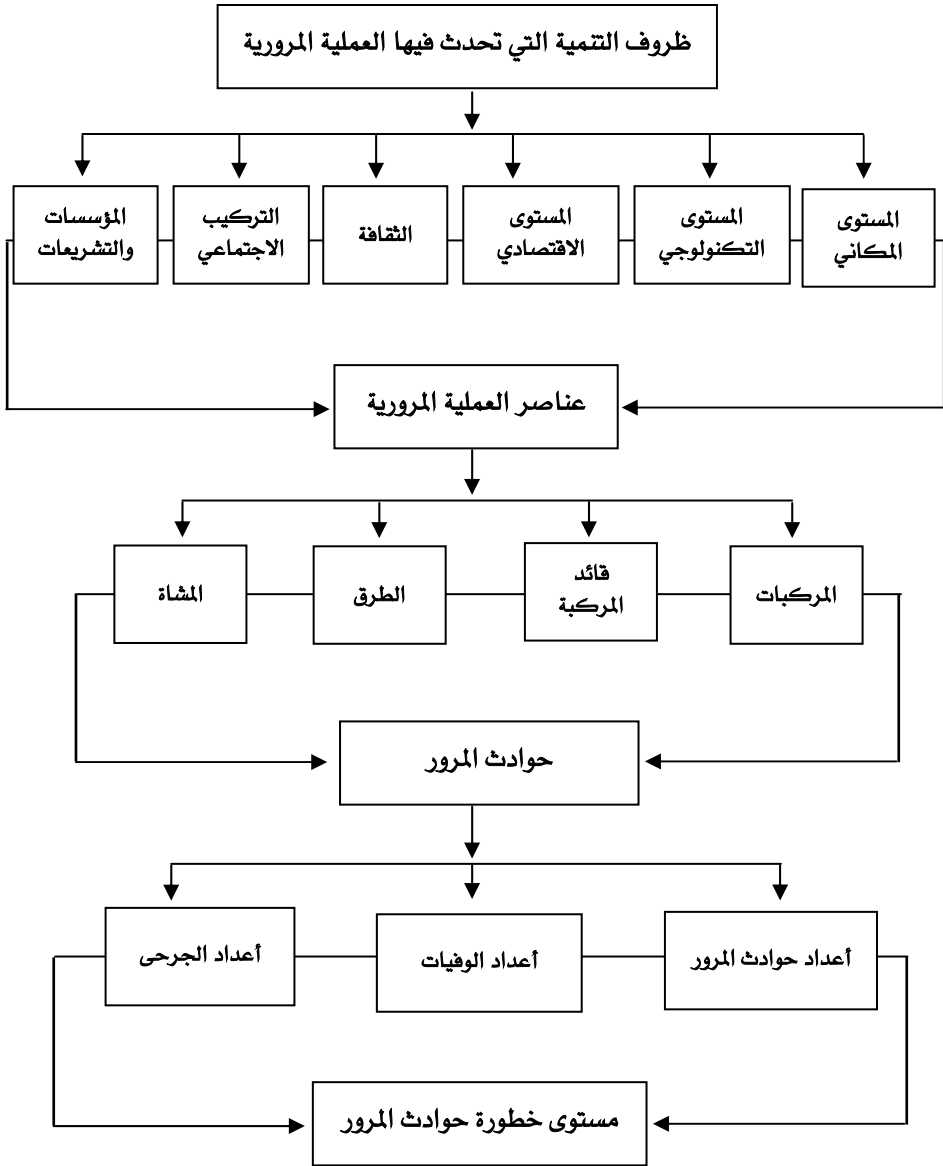 ظروف التنمية التي تحدث فيها العملية المرورية
المستوى
المكاني
المستوى
التكنولوجي
المستوى
الاقتصادي
الثقافة
التركيب
الاجتماعي
المؤسسات
والتشريعات
عناصر العملية المرورية
المركبات
قائد
المركبة
الطرق
المشاة
حوادث المرور
أعداد حوادث المرور
أعداد الوفيات
أعداد الجرحى
مستوى خطورة حوادث المرور